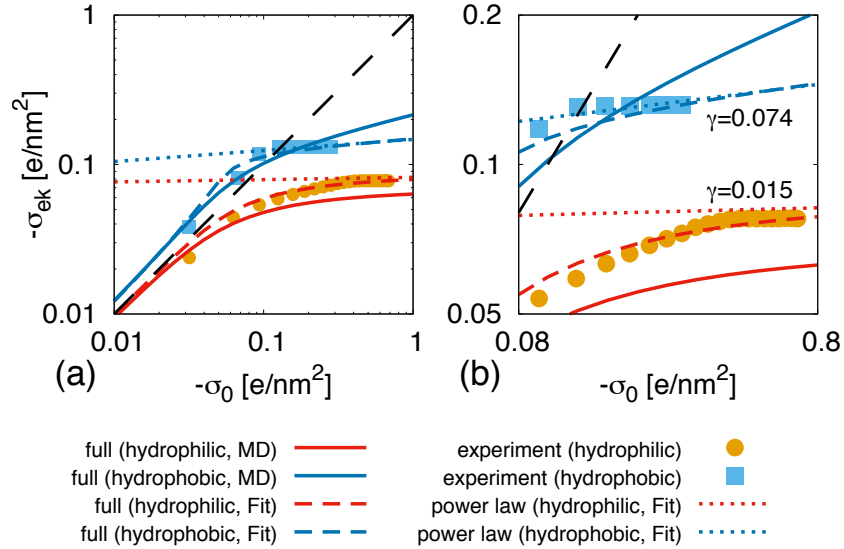 1
0.1
0.01
-σek [e/nm2]
0.01
0.1
1
(a)
-σ0 [e/nm2]
0.2
0.1
0.05
γ=0.074
γ=0.015
0.08
0.8
(b)
-σ0 [e/nm2]
full (hydrophilic, MD)
full (hydrophobic, MD)
full (hydrophilic, Fit)
full (hydrophobic, Fit)
experiment (hydrophilic)
experiment (hydrophobic)
power law (hydrophilic, Fit)
power law (hydrophobic, Fit)